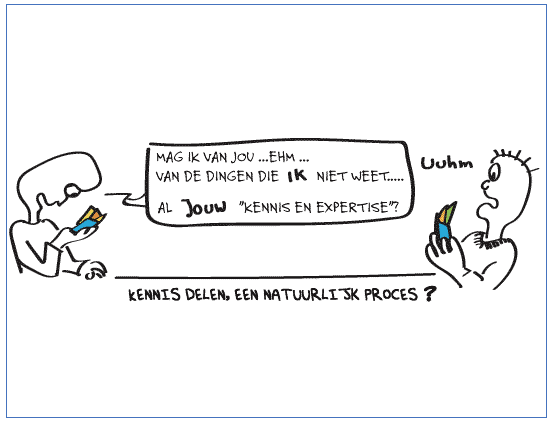 MAG IK VAN JOU ...EHM ...
VAN DE DINGEN DIE IK NIET WEET.....
AL JOUW "KENNIS EN EXPERTISE"?
UUHM
KENNIS DELEN, EEN NATUURLIJK PROCES ?